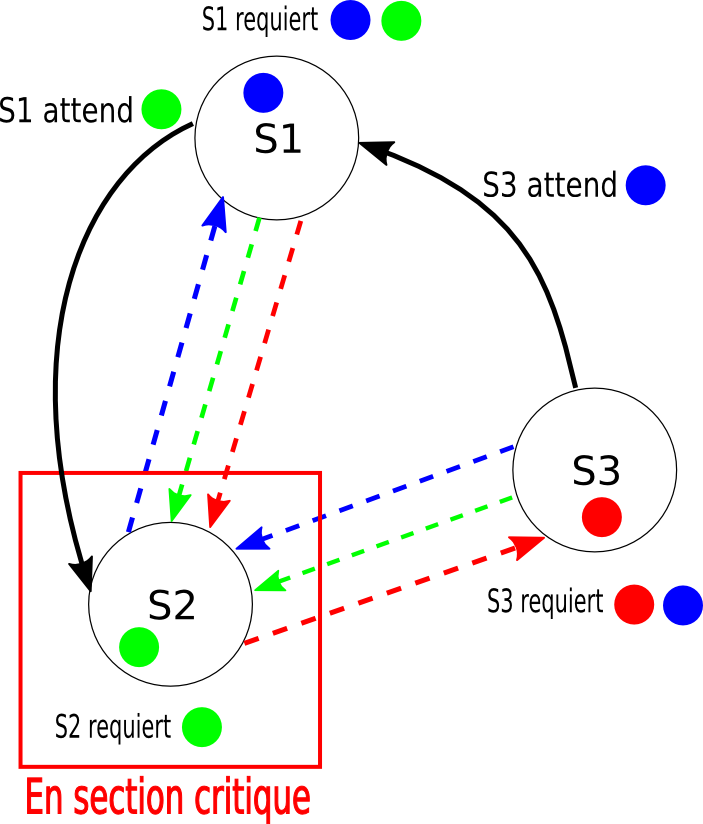 S1 requiert
S1 attend
S1
S3 attend
S3
S3 requiert
S2
S2 requiert
En section critique